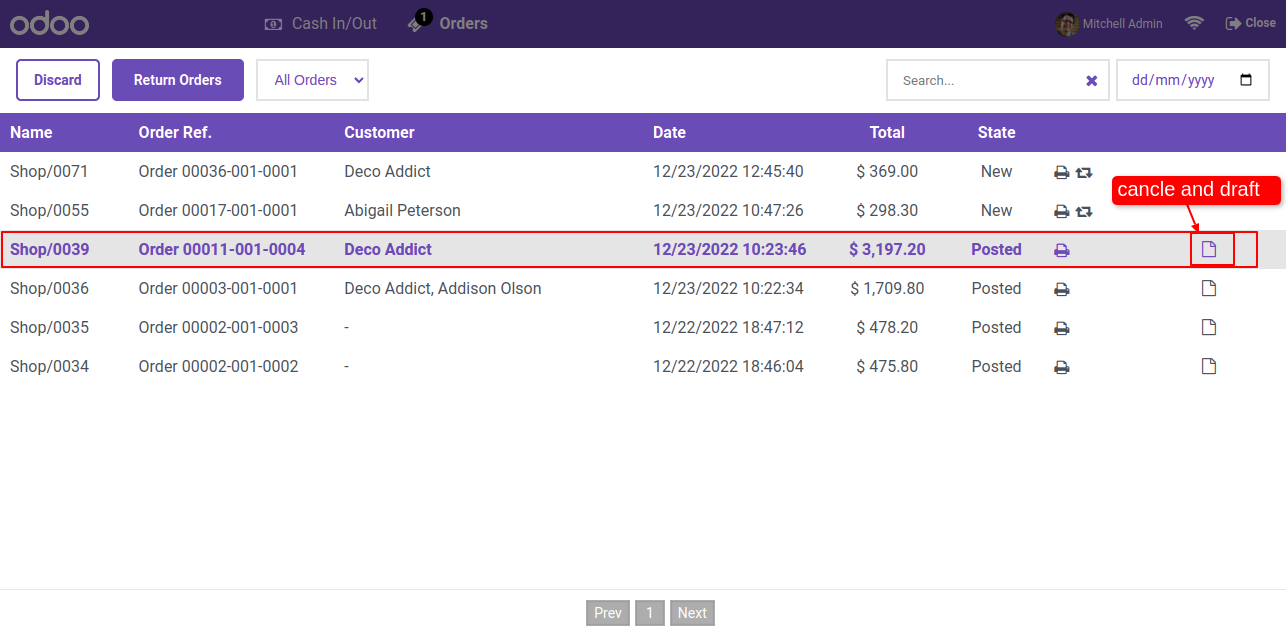 odoo Cash In/Out 1 Orders Mitchell Admin Close
Discard Return Orders All Orders Search... dd/mm/yyyy
Name Order Ref. Customer Date Total State
Shop/0071 Order 00036-001-0001 Deco Addict 12/23/2022 12:45:40 $ 369.00 New
cancle and draft
Shop/0055 Order 00017-001-0001 Abigail Peterson 12/23/2022 10:47:26 $ 298.30 New
Shop/0039 Order 00011-001-0004 Deco Addict 12/23/2022 10:23:46 $ 3,197.20 Posted
Shop/0036 Order 00003-001-0001 Deco Addict, Addison Olson 12/23/2022 10:22:34 $ 1,709.80 Posted
Shop/0035 Order 00002-001-0003 - 12/22/2022 18:47:12 $ 478.20 Posted
Shop/0034 Order 00002-001-0002 - 12/22/2022 18:46:04 $ 475.80 Posted
Prev 1 Next